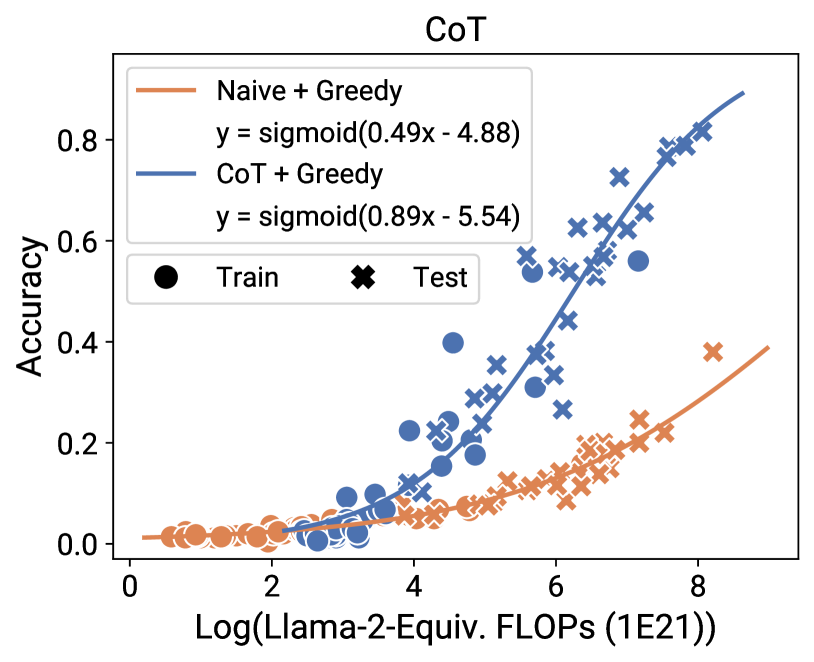 CoT
Naive + Greedy
y = sigmoid(0.49x - 4.88)
CoT + Greedy
y = sigmoid(0.89x - 5.54)
Train
Test
Accuracy
0.8
0.6
0.4
0.2
0.0
0
2
4
6
8
Log(Llama-2-Equiv. FLOPs (1E21))